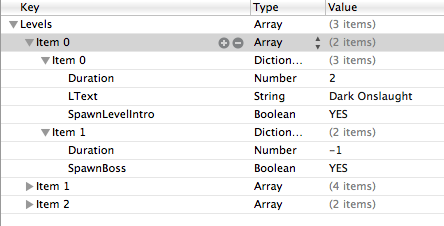 Key Type Value
Levels Array (3 items)
Item 0 Array (2 items)
Item 0 Diction... (3 items)
Duration Number 2
LText String Dark Onslaught
SpawnLevelIntro Boolean YES
Item 1 Diction... (2 items)
Duration Number -1
SpawnBoss Boolean YES
Item 1 Array (4 items)
Item 2 Array (2 items)